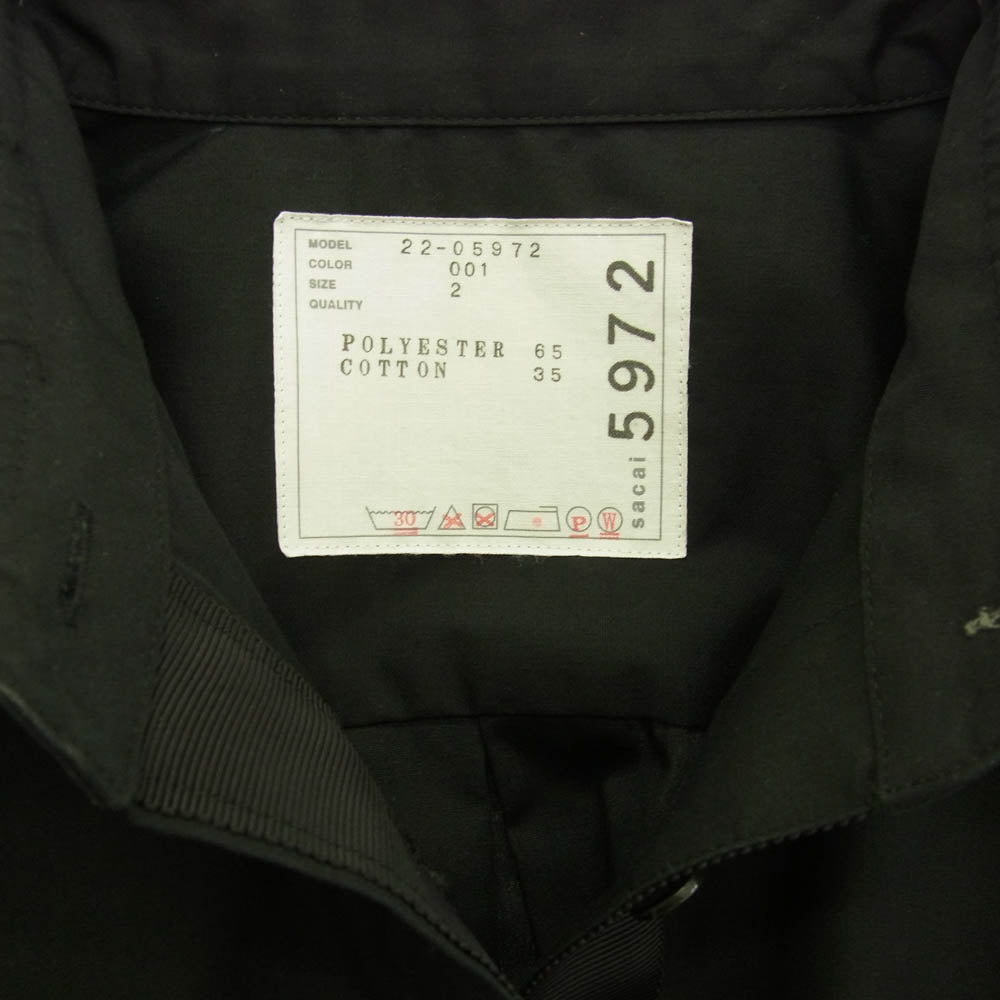 MODEL 22-05972
COLOR 001
SIZE 2
QUALITY
POLYESTER 65
COTTON 35
30
P
W
sacai 5972